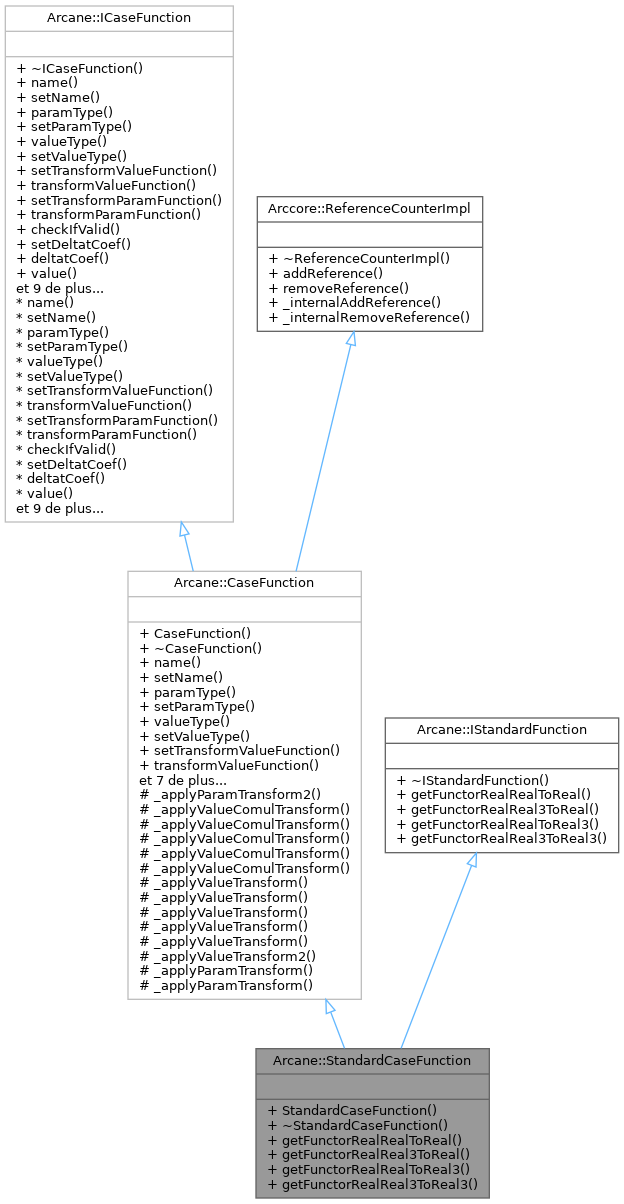 Arcane::ICaseFunction
+ ~ICaseFunction()
+ name()
+ setName()
+ paramType()
+ setParamType()
+ valueType()
+ setValueType()
+ setTransformValueFunction()
+ transformValueFunction()
+ setTransformParamFunction()
+ transformParamFunction()
+ checkIfValid()
+ setDeltatCoef()
+ deltatCoef()
+ value()
et 9 de plus...
* name()
* setName()
* paramType()
* setParamType()
* valueType()
* setValueType()
* setTransformValueFunction()
* transformValueFunction()
* setTransformParamFunction()
* transformParamFunction()
* checkIfValid()
* setDeltatCoef()
* deltatCoef()
* value()
et 9 de plus...
Arccore::ReferenceCounterImpl
+ ~ReferenceCounterImpl()
+ addReference()
+ removeReference()
+ _internalAddReference()
+ _internalRemoveReference()
Arcane::CaseFunction
+ CaseFunction()
+ ~CaseFunction()
+ name()
+ setName()
+ paramType()
+ setParamType()
+ valueType()
+ setValueType()
+ setTransformValueFunction()
+ transformValueFunction()
et 7 de plus...
# _applyParamTransform2()
# _applyValueComulTransform()
# _applyValueComulTransform()
# _applyValueComulTransform()
# _applyValueComulTransform()
# _applyValueComulTransform()
# _applyValueTransform()
# _applyValueTransform()
# _applyValueTransform()
# _applyValueTransform()
# _applyValueTransform()
# _applyValueTransform2()
# _applyParamTransform()
# _applyParamTransform()
Arcane::IStandardFunction
+ ~IStandardFunction()
+ getFunctorRealRealToReal()
+ getFunctorRealReal3ToReal()
+ getFunctorRealRealToReal3()
+ getFunctorRealReal3ToReal3()
Arcane::StandardCaseFunction
+ StandardCaseFunction()
+ ~StandardCaseFunction()
+ getFunctorRealRealToReal()
+ getFunctorRealReal3ToReal()
+ getFunctorRealRealToReal3()
+ getFunctorRealReal3ToReal3()